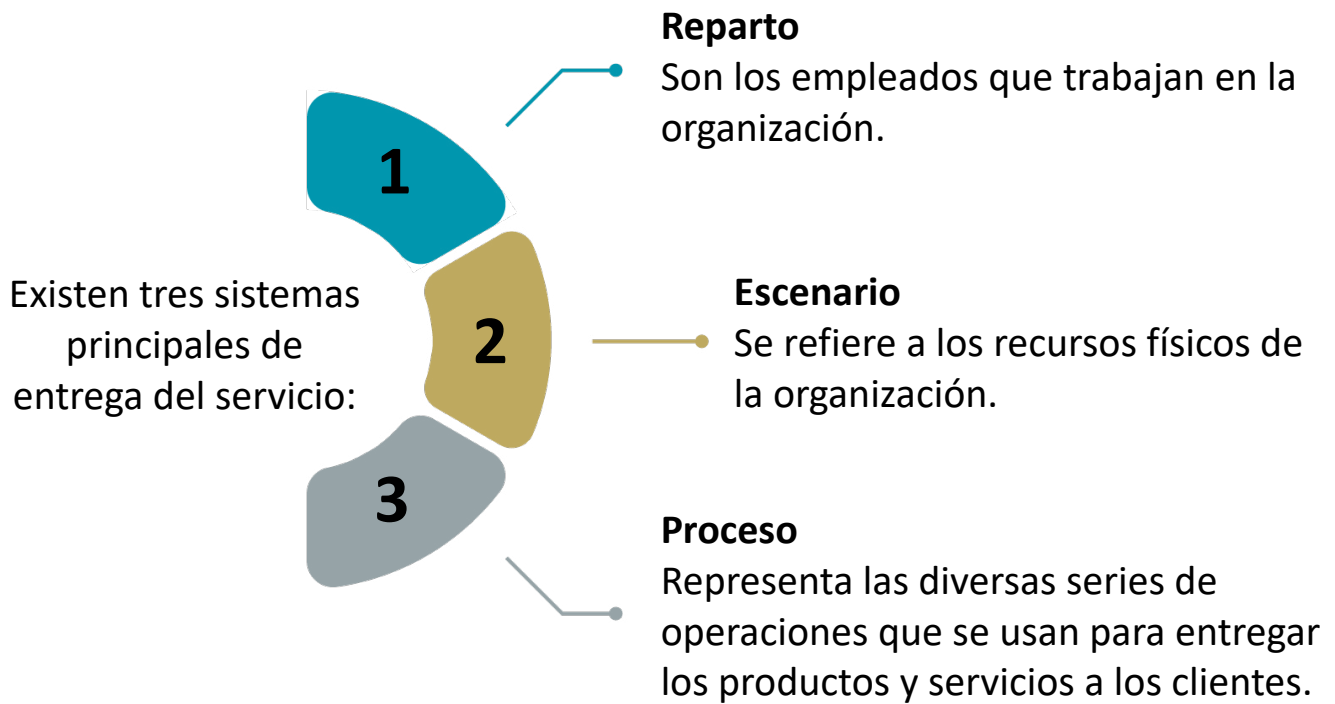 Existen tres sistemas
principales de
entrega del servicio:
1
Reparto
Son los empleados que trabajan en la
organización.
2
Escenario
Se refiere a los recursos físicos de
la organización.
3
Proceso
Representa las diversas series de
operaciones que se usan para entregar
los productos y servicios a los clientes.